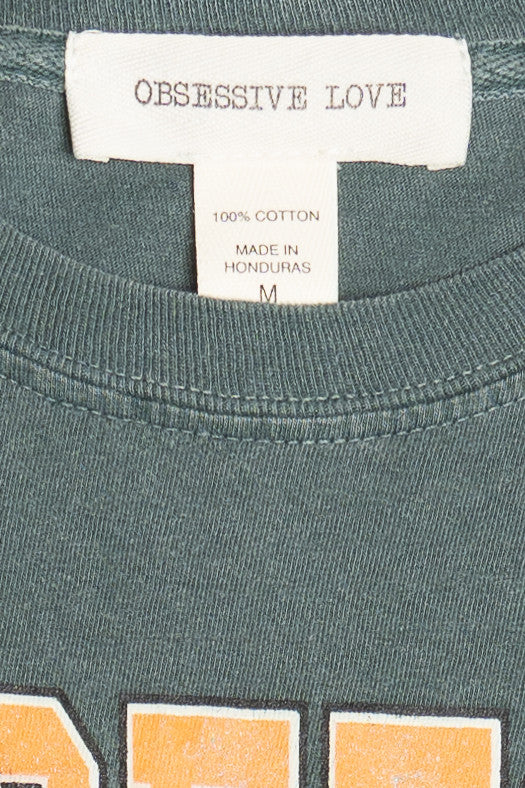 OBSESSIVE LOVE
100% COTTON
MADE IN
HONDURAS
M